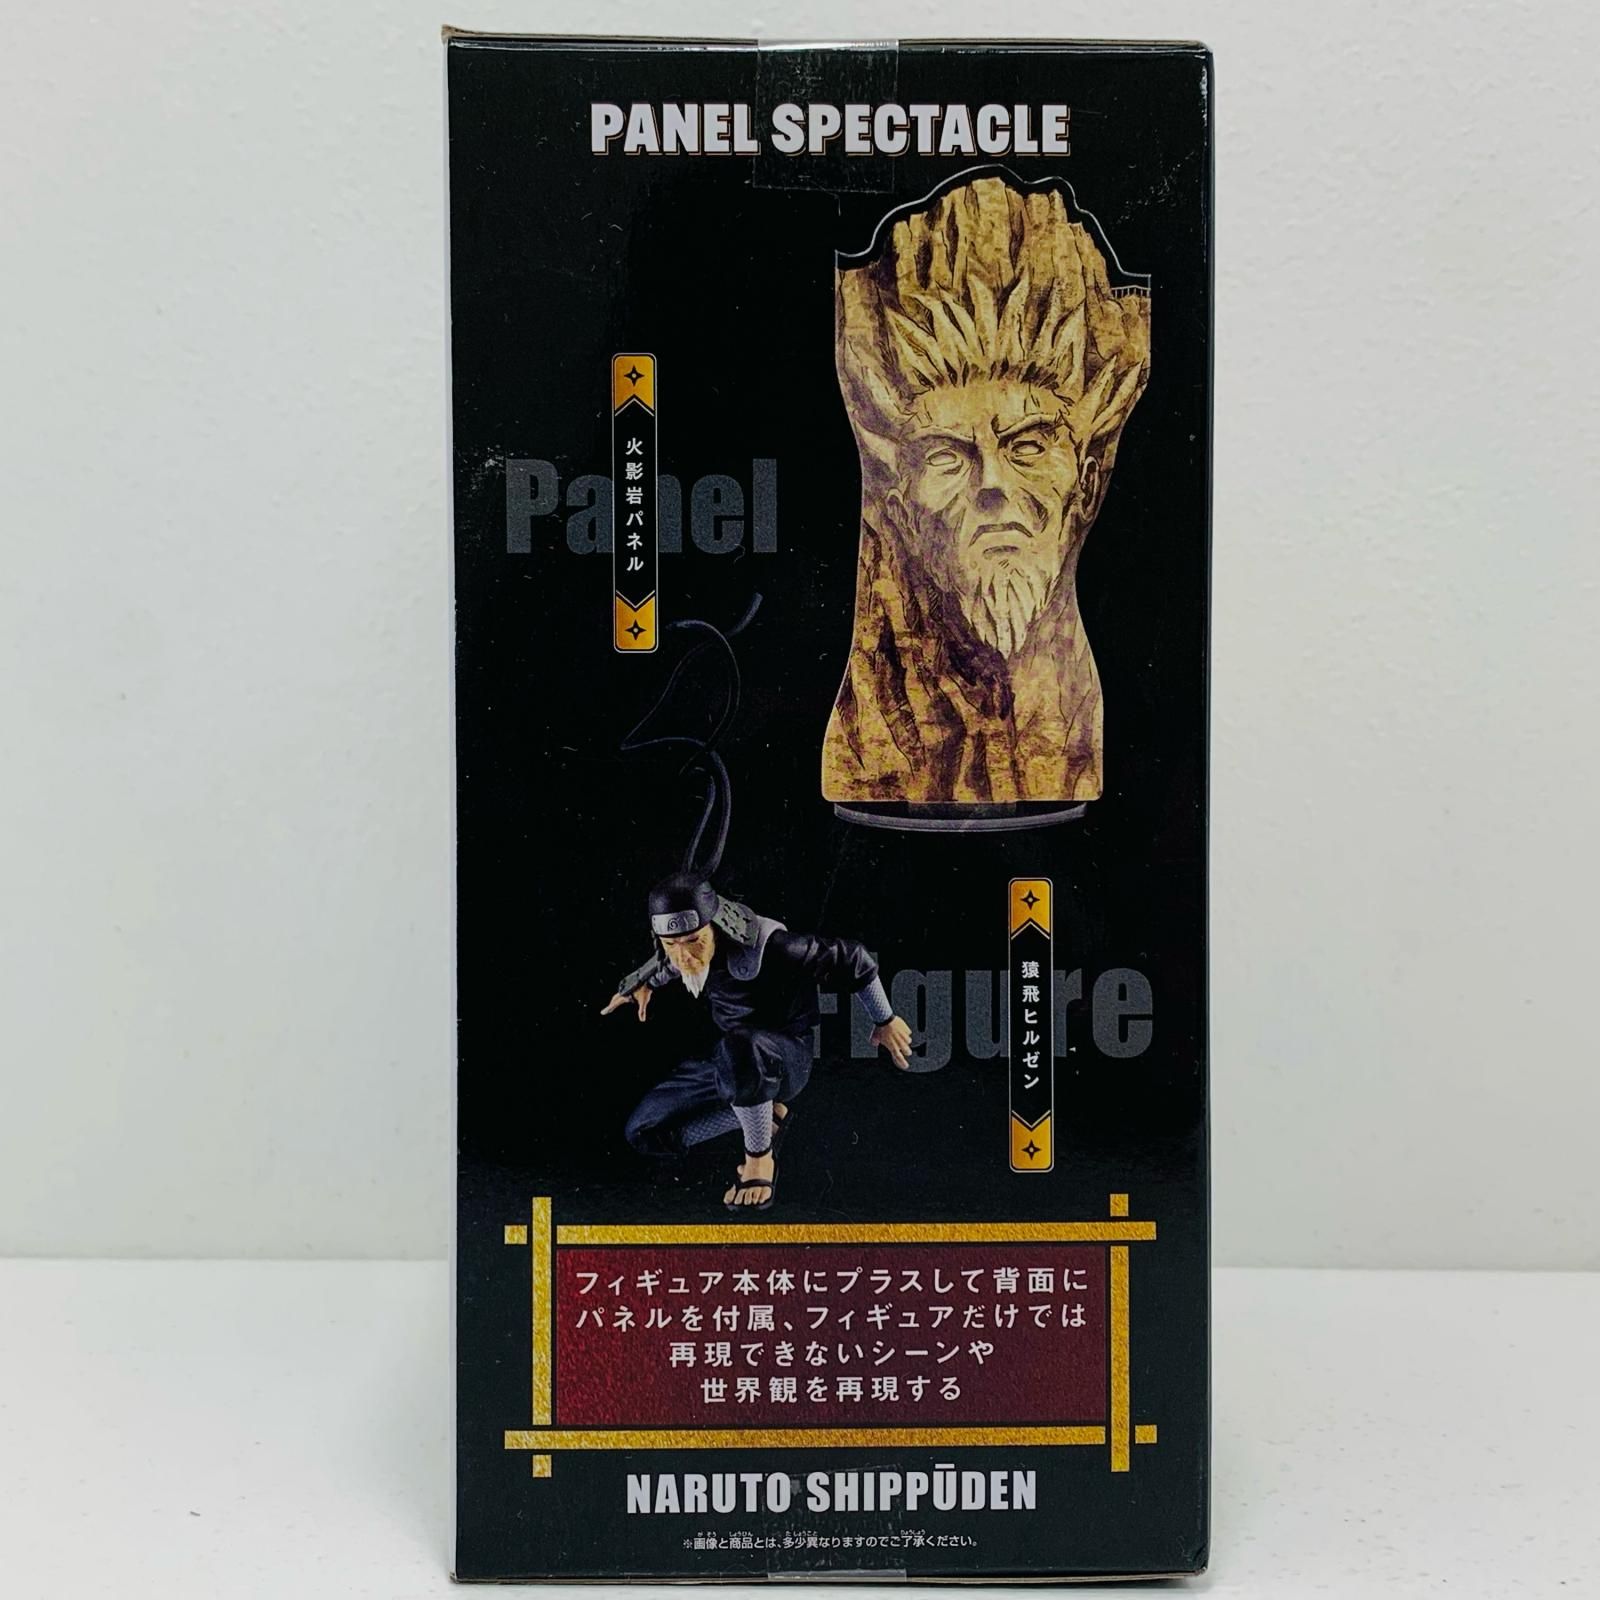 PANEL SPECTACLE
Panel
火影岩パネル
Figure
猿飛ヒルゼン
フィギュア本体にプラスして背面に
パネルを付属、フィギュアだけでは
再現できないシーンや
世界観を再現する
NARUTO SHIPPŪDEN
※画像と商品とは、多少異なりますのでご了承ください。